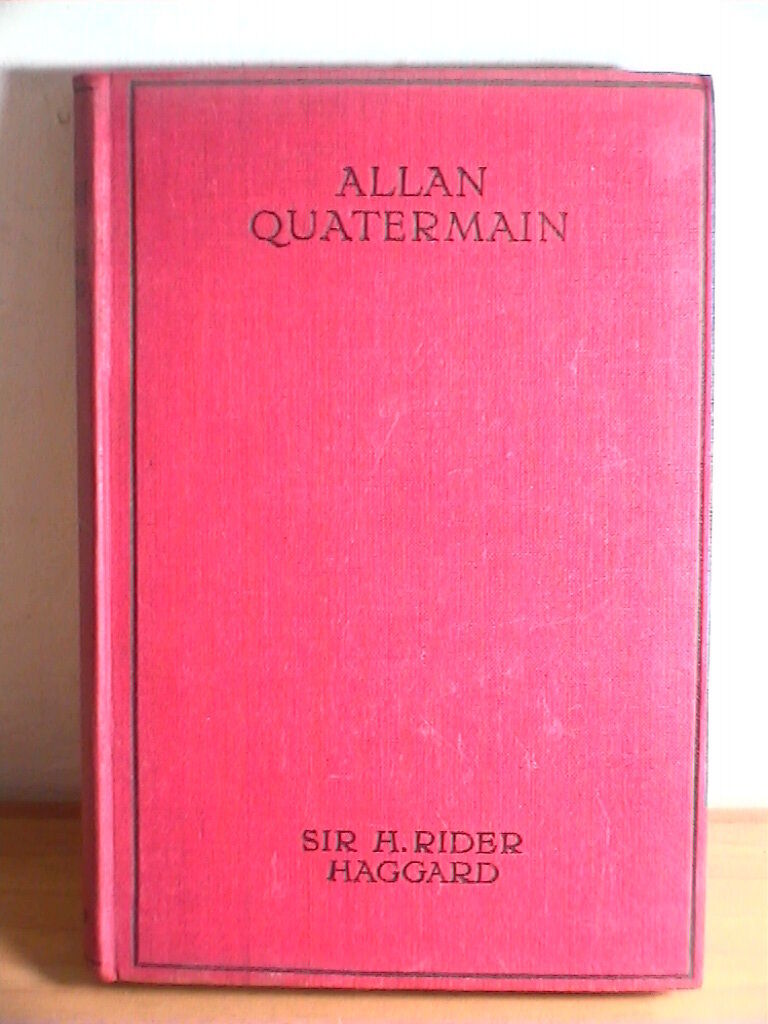 ALLAN
QUATERMAIN
SIR H. RIDER
HAGGARD